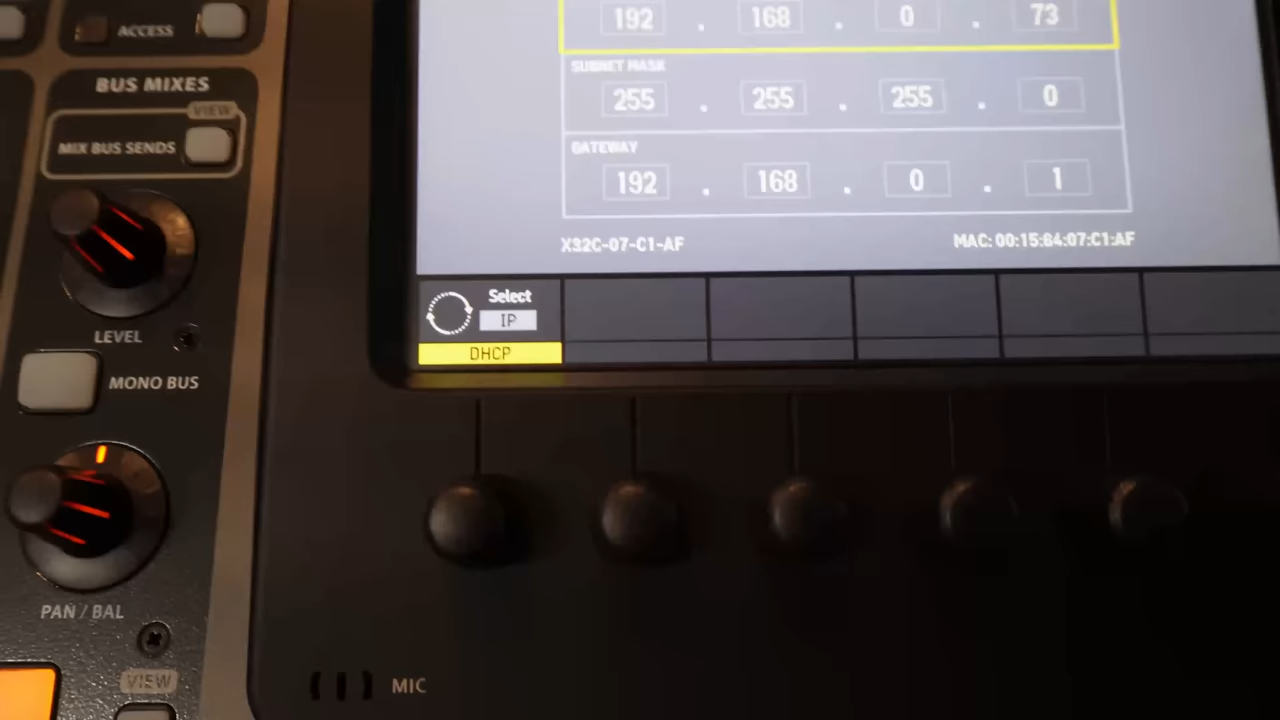 ACCESS
BUS MIXES
VIEW
MIX BUS SENDS
LEVEL
MONO BUS
PAN / BAL
VIEW
192 . 168 . 0 . 73
SUBNET MASK
255 . 255 . 255 . 0
GATEWAY
192 . 168 . 0 . 1
X32C-07-C1-AF
MAC: 00:15:64:07:C1:AF
Select
IP
DHCP
MIC